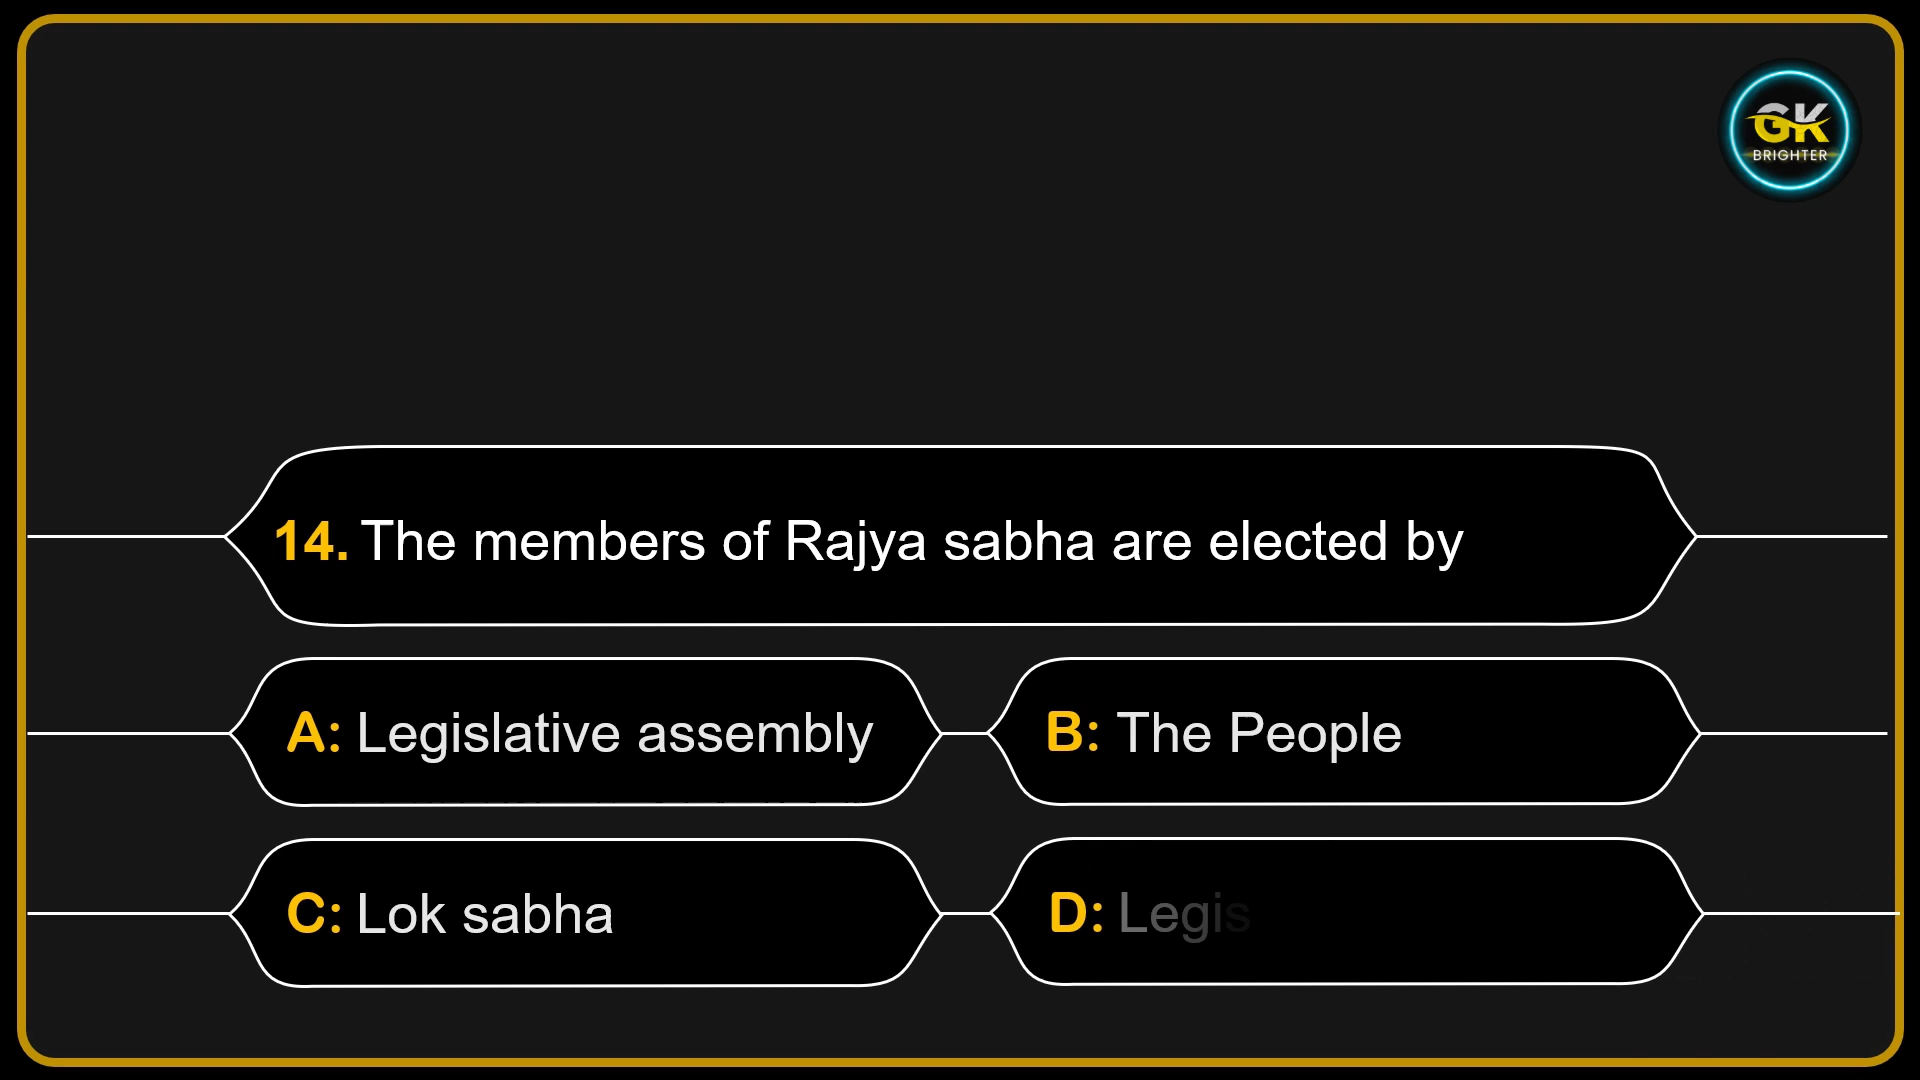 GK
BRIGHTER
14. The members of Rajya sabha are elected by
A: Legislative assembly
B: The People
C: Lok sabha
D: Legis